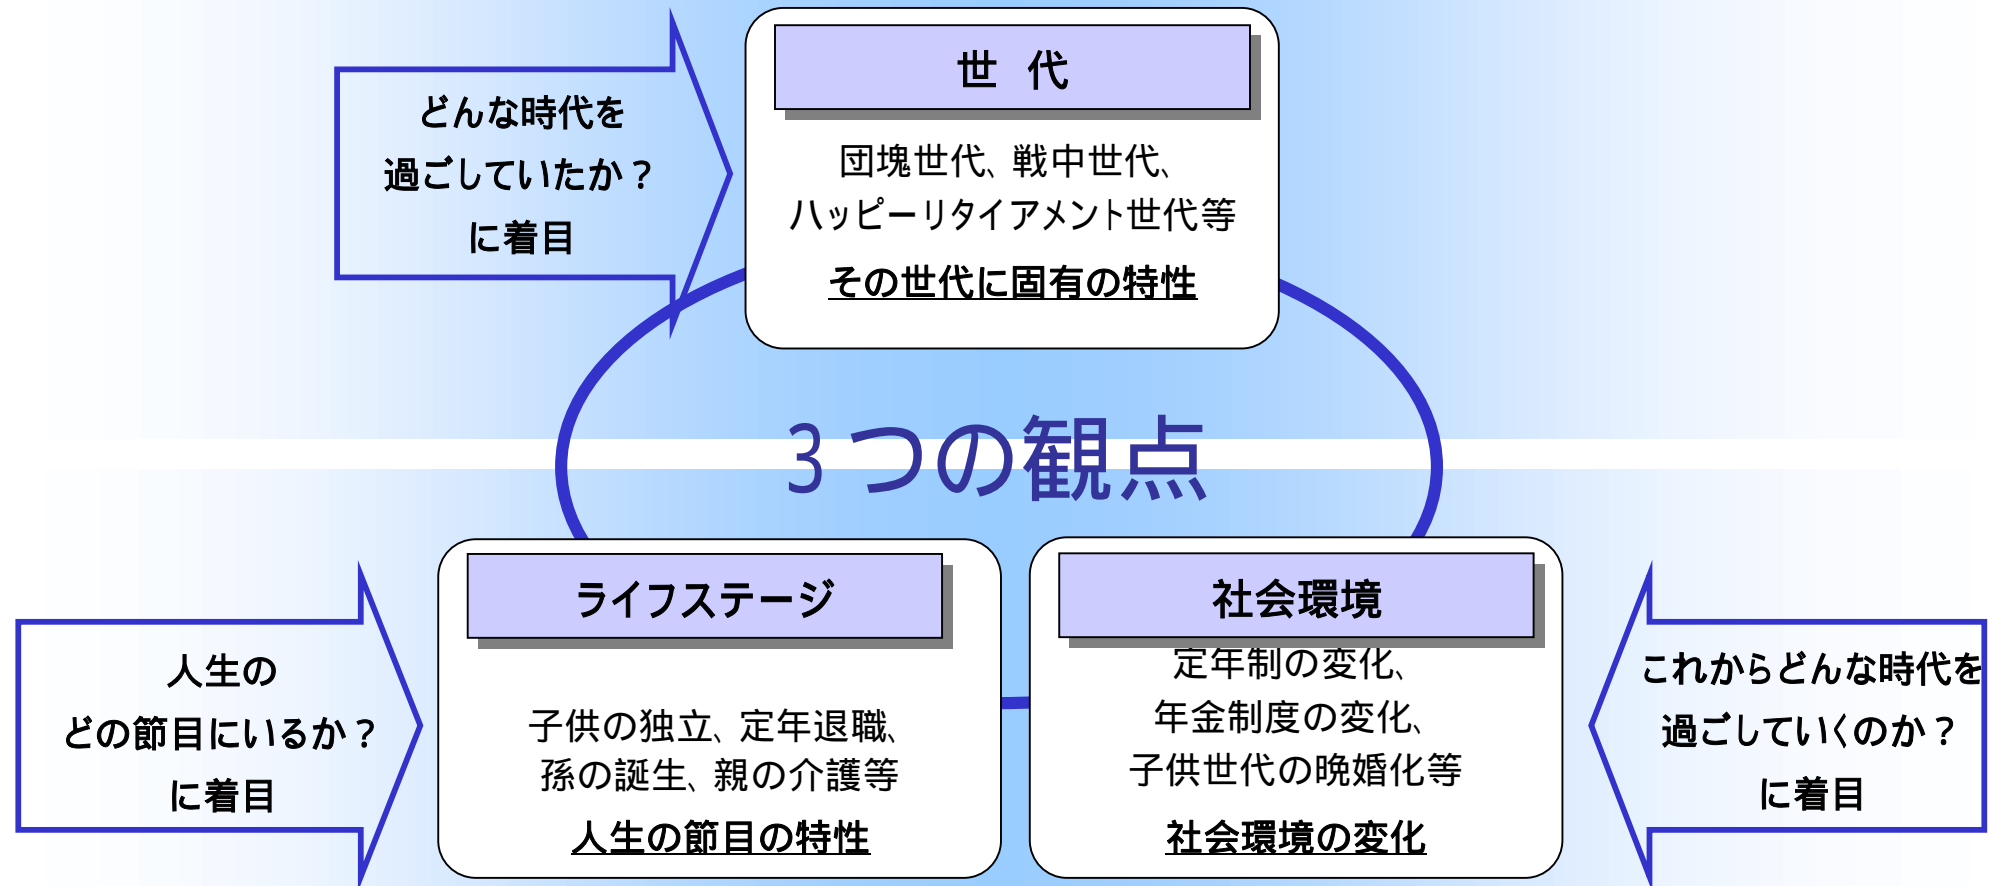 世 代
どんな時代を
過ごしていたか？
に着目
団塊世代、戦中世代、
ハッピーリタイアメント世代等
その世代に固有の特性
3つの観点
ライフステージ
人生の
どの節目にいるか？
に着目
子供の独立、定年退職、
孫の誕生、親の介護等
人生の節目の特性
社会環境
定年制の変化、
年金制度の変化、
子供世代の晩婚化等
社会環境の変化
これからどんな時代を
過ごしていくのか？
に着目